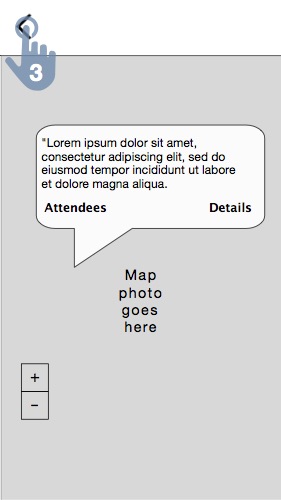 3
"Lorem ipsum dolor sit amet,
consectetur adipiscing elit, sed do
eiusmod tempor incididunt ut labore
et dolore magna aliqua.
Attendees Details
Map
photo
goes
here
+
-